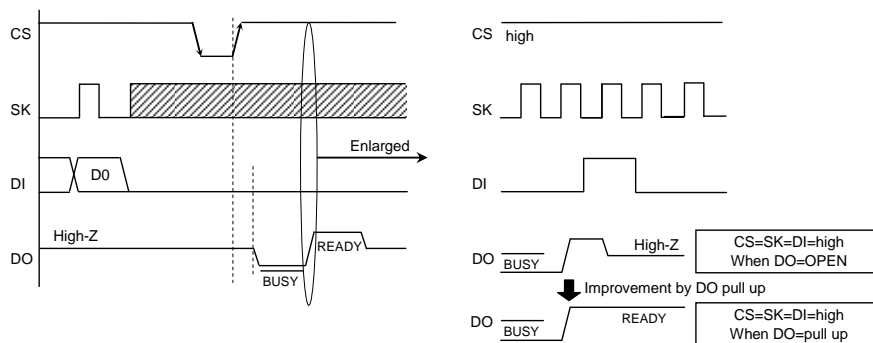 CS
SK
DI
D0
High-Z
DO
BUSY
READY
Enlarged
CS high
SK
DI
DO
BUSY
High-Z
CS=SK=DI=high
When DO=OPEN
Improvement by DO pull up
DO
BUSY
READY
CS=SK=DI=high
When DO=pull up